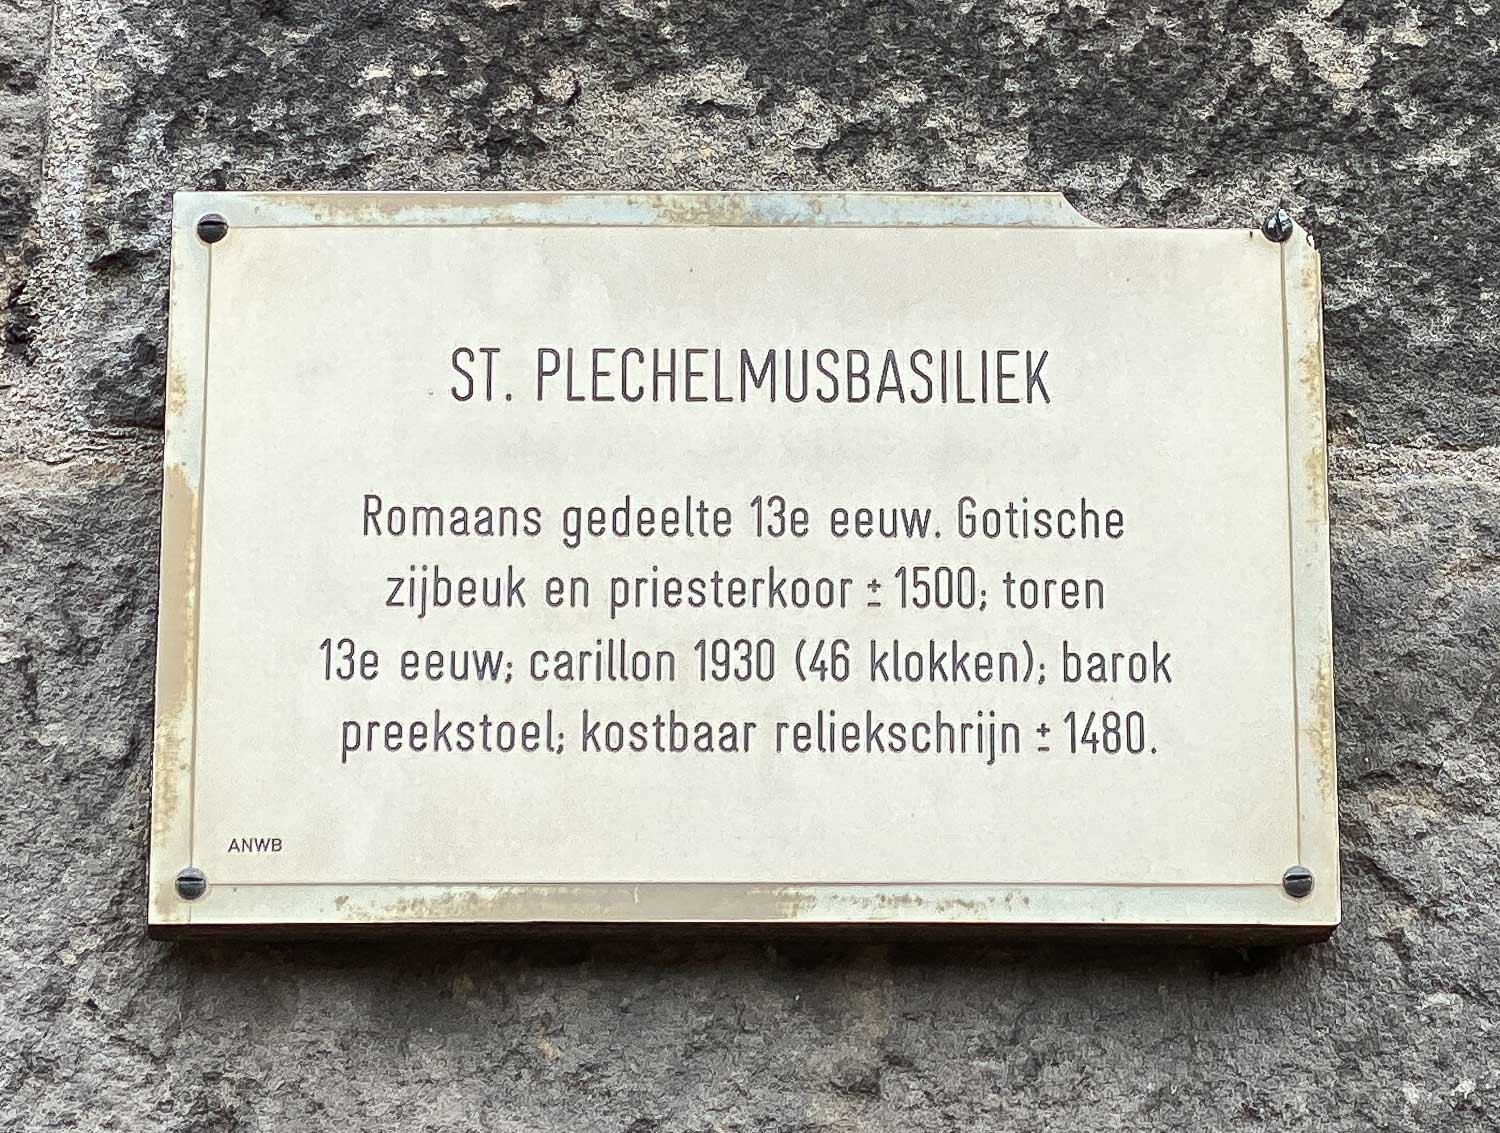 ST. PLECHELMUSBASILIEK
Romaans gedeelte 13e eeuw. Gotische
zijbeuk en priesterkoor ± 1500; toren
13e eeuw; carillon 1930 (46 klokken); barok
preekstoel; kostbaar reliekschrijn ± 1480.
ANWB